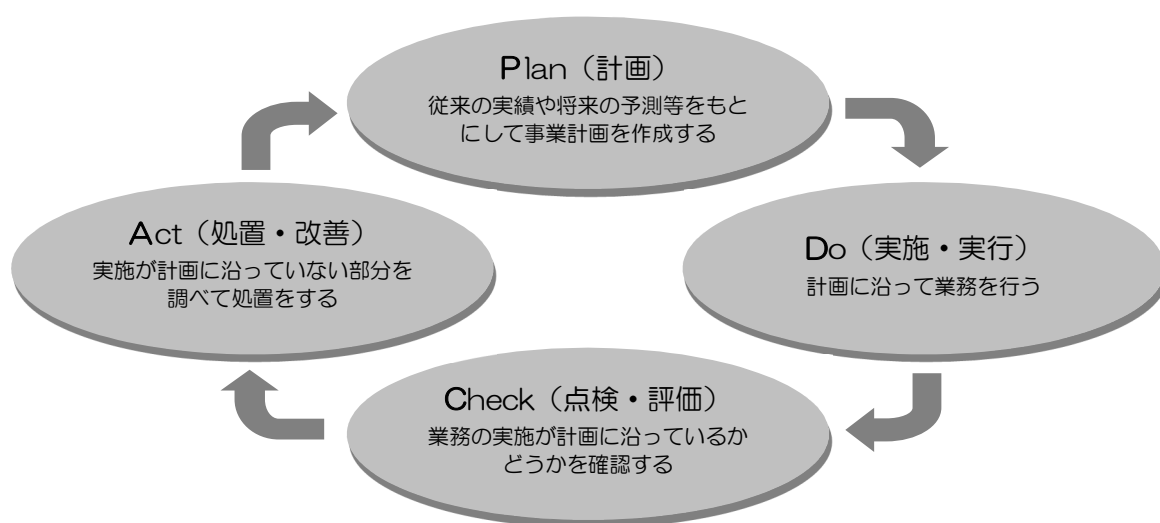 Plan（計画）
従来の実績や将来の予測等をもと
にして事業計画を作成する
Do（実施・実行）
計画に沿って業務を行う
Check（点検・評価）
業務の実施が計画に沿っているか
どうかを確認する
Act（処置・改善）
実施が計画に沿っていない部分を
調べて処置をする